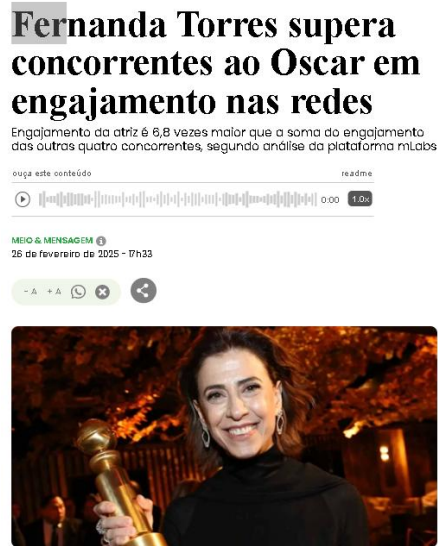 Fernanda Torres supera
concorrentes ao Oscar em
engajamento nas redes
Engajamento da atriz é 6,8 vezes maior que a soma do engajamento
das outras quatro concorrentes, segundo análise da plataforma mLabs
ouça este conteúdo readme
0:00 1.0x
MEIO & MENSAGEM
26 de fevereiro de 2025 - 17h33
- A + A